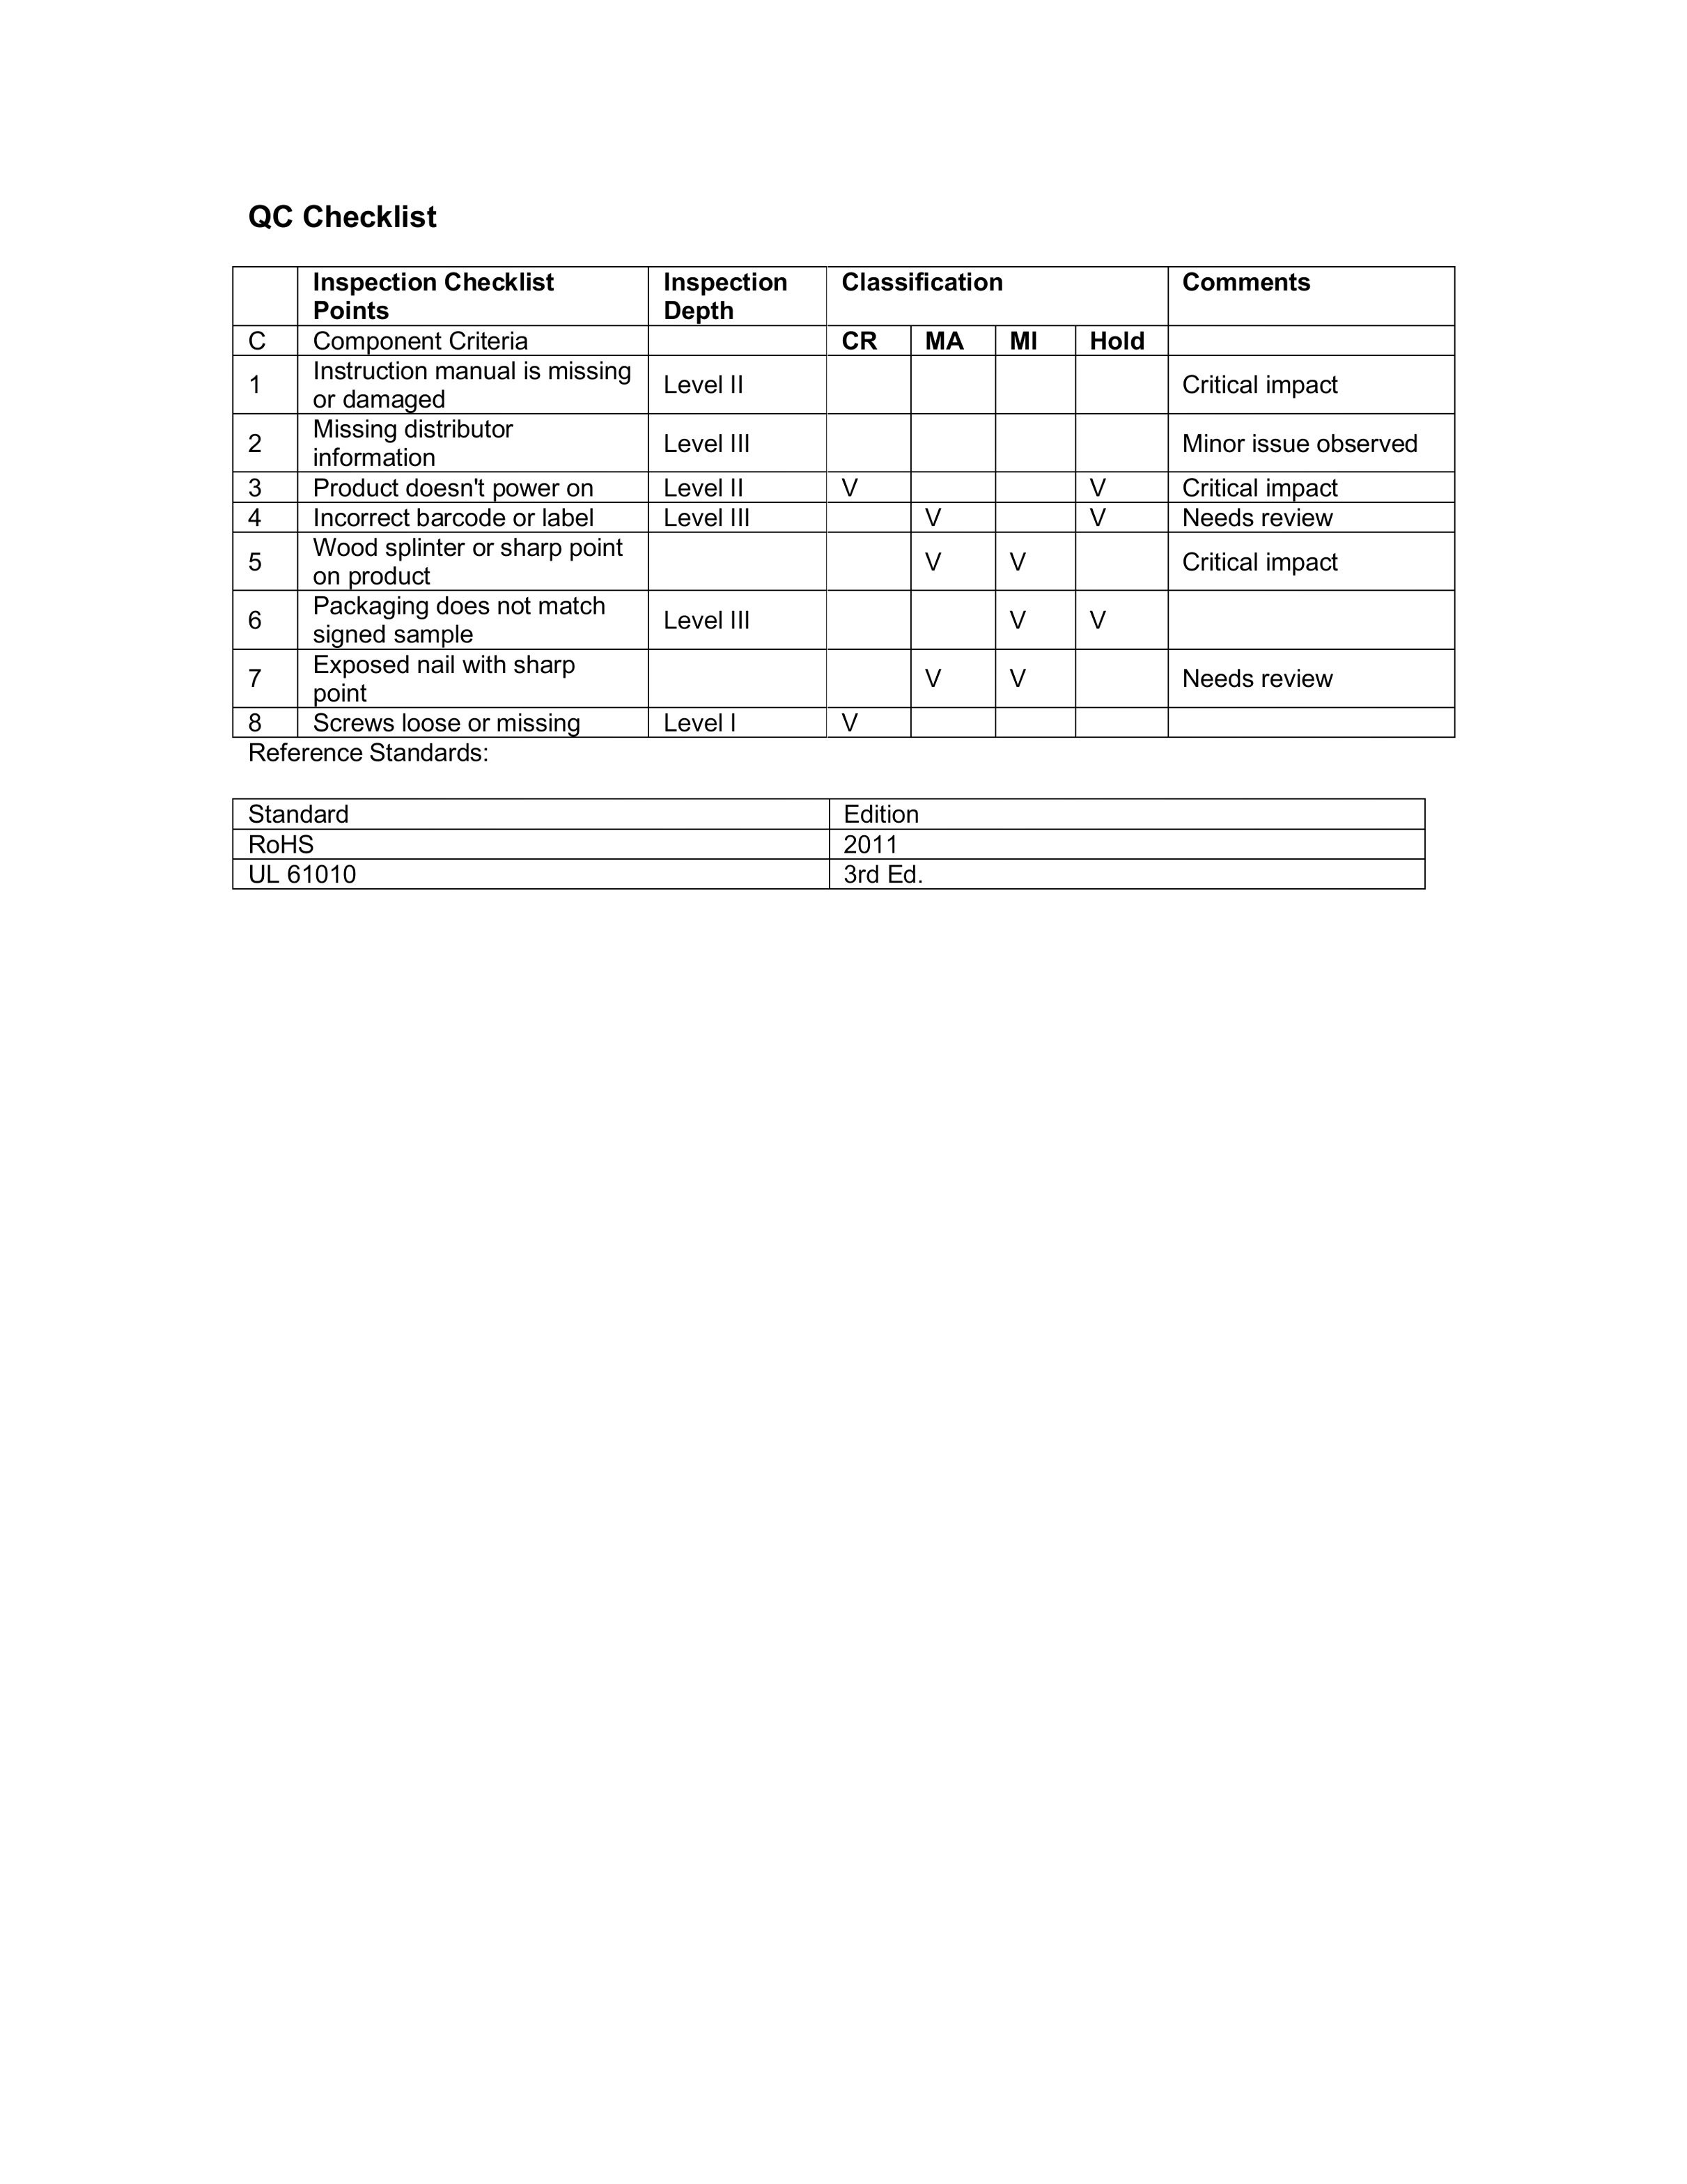 QC Checklist
Inspection Checklist Points Inspection Depth Classification Comments
C Component Criteria CR MA MI Hold
1 Instruction manual is missing or damaged Level II Critical impact
2 Missing distributor information Level III Minor issue observed
3 Product doesn't power on Level II V V Critical impact
4 Incorrect barcode or label Level III V V Needs review
5 Wood splinter or sharp point on product V V Critical impact
6 Packaging does not match signed sample Level III V V
7 Exposed nail with sharp point V V Needs review
8 Screws loose or missing Level I V
Reference Standards:
Standard Edition
RoHS 2011
UL 61010 3rd Ed.